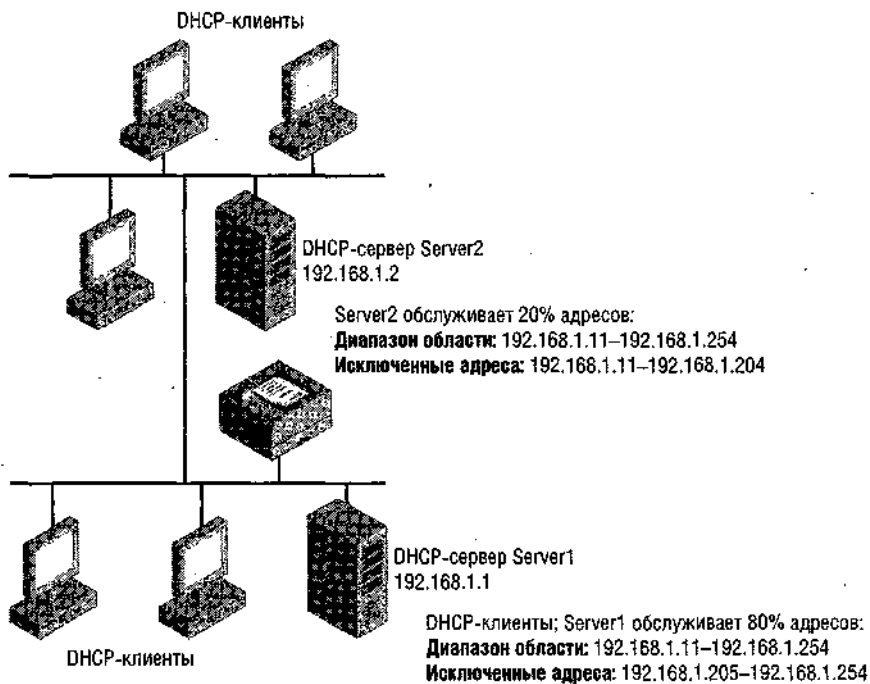 DHCP-клиенты
DHCP-сервер Server2
192.168.1.2
Server2 обслуживает 20% адресов:
Диапазон области: 192.168.1.11–192.168.1.254
Исключенные адреса: 192.168.1.11–192.168.1.204
DHCP-сервер Server1
192.168.1.1
DHCP-клиенты; Server1 обслуживает 80% адресов:
Диапазон области: 192.168.1.11–192.168.1.254
Исключенные адреса: 192.168.1.205–192.168.1.254
DHCP-клиенты